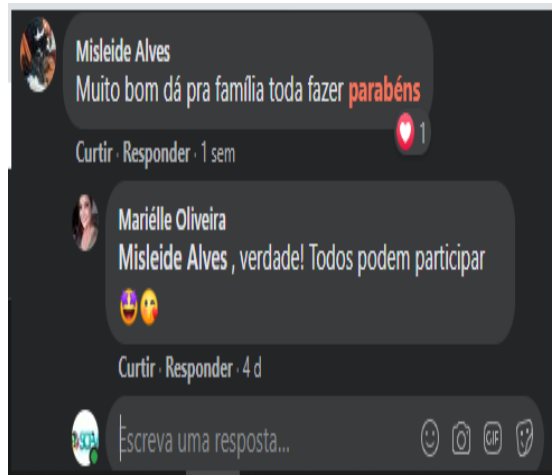 Misleide Alves
Muito bom dá pra família toda fazer parabéns
1
Curtir · Responder · 1 sem
Mariélle Oliveira
Misleide Alves , verdade! Todos podem participar
🤩😘
Curtir · Responder · 4 d
Escreva uma resposta...
GIF